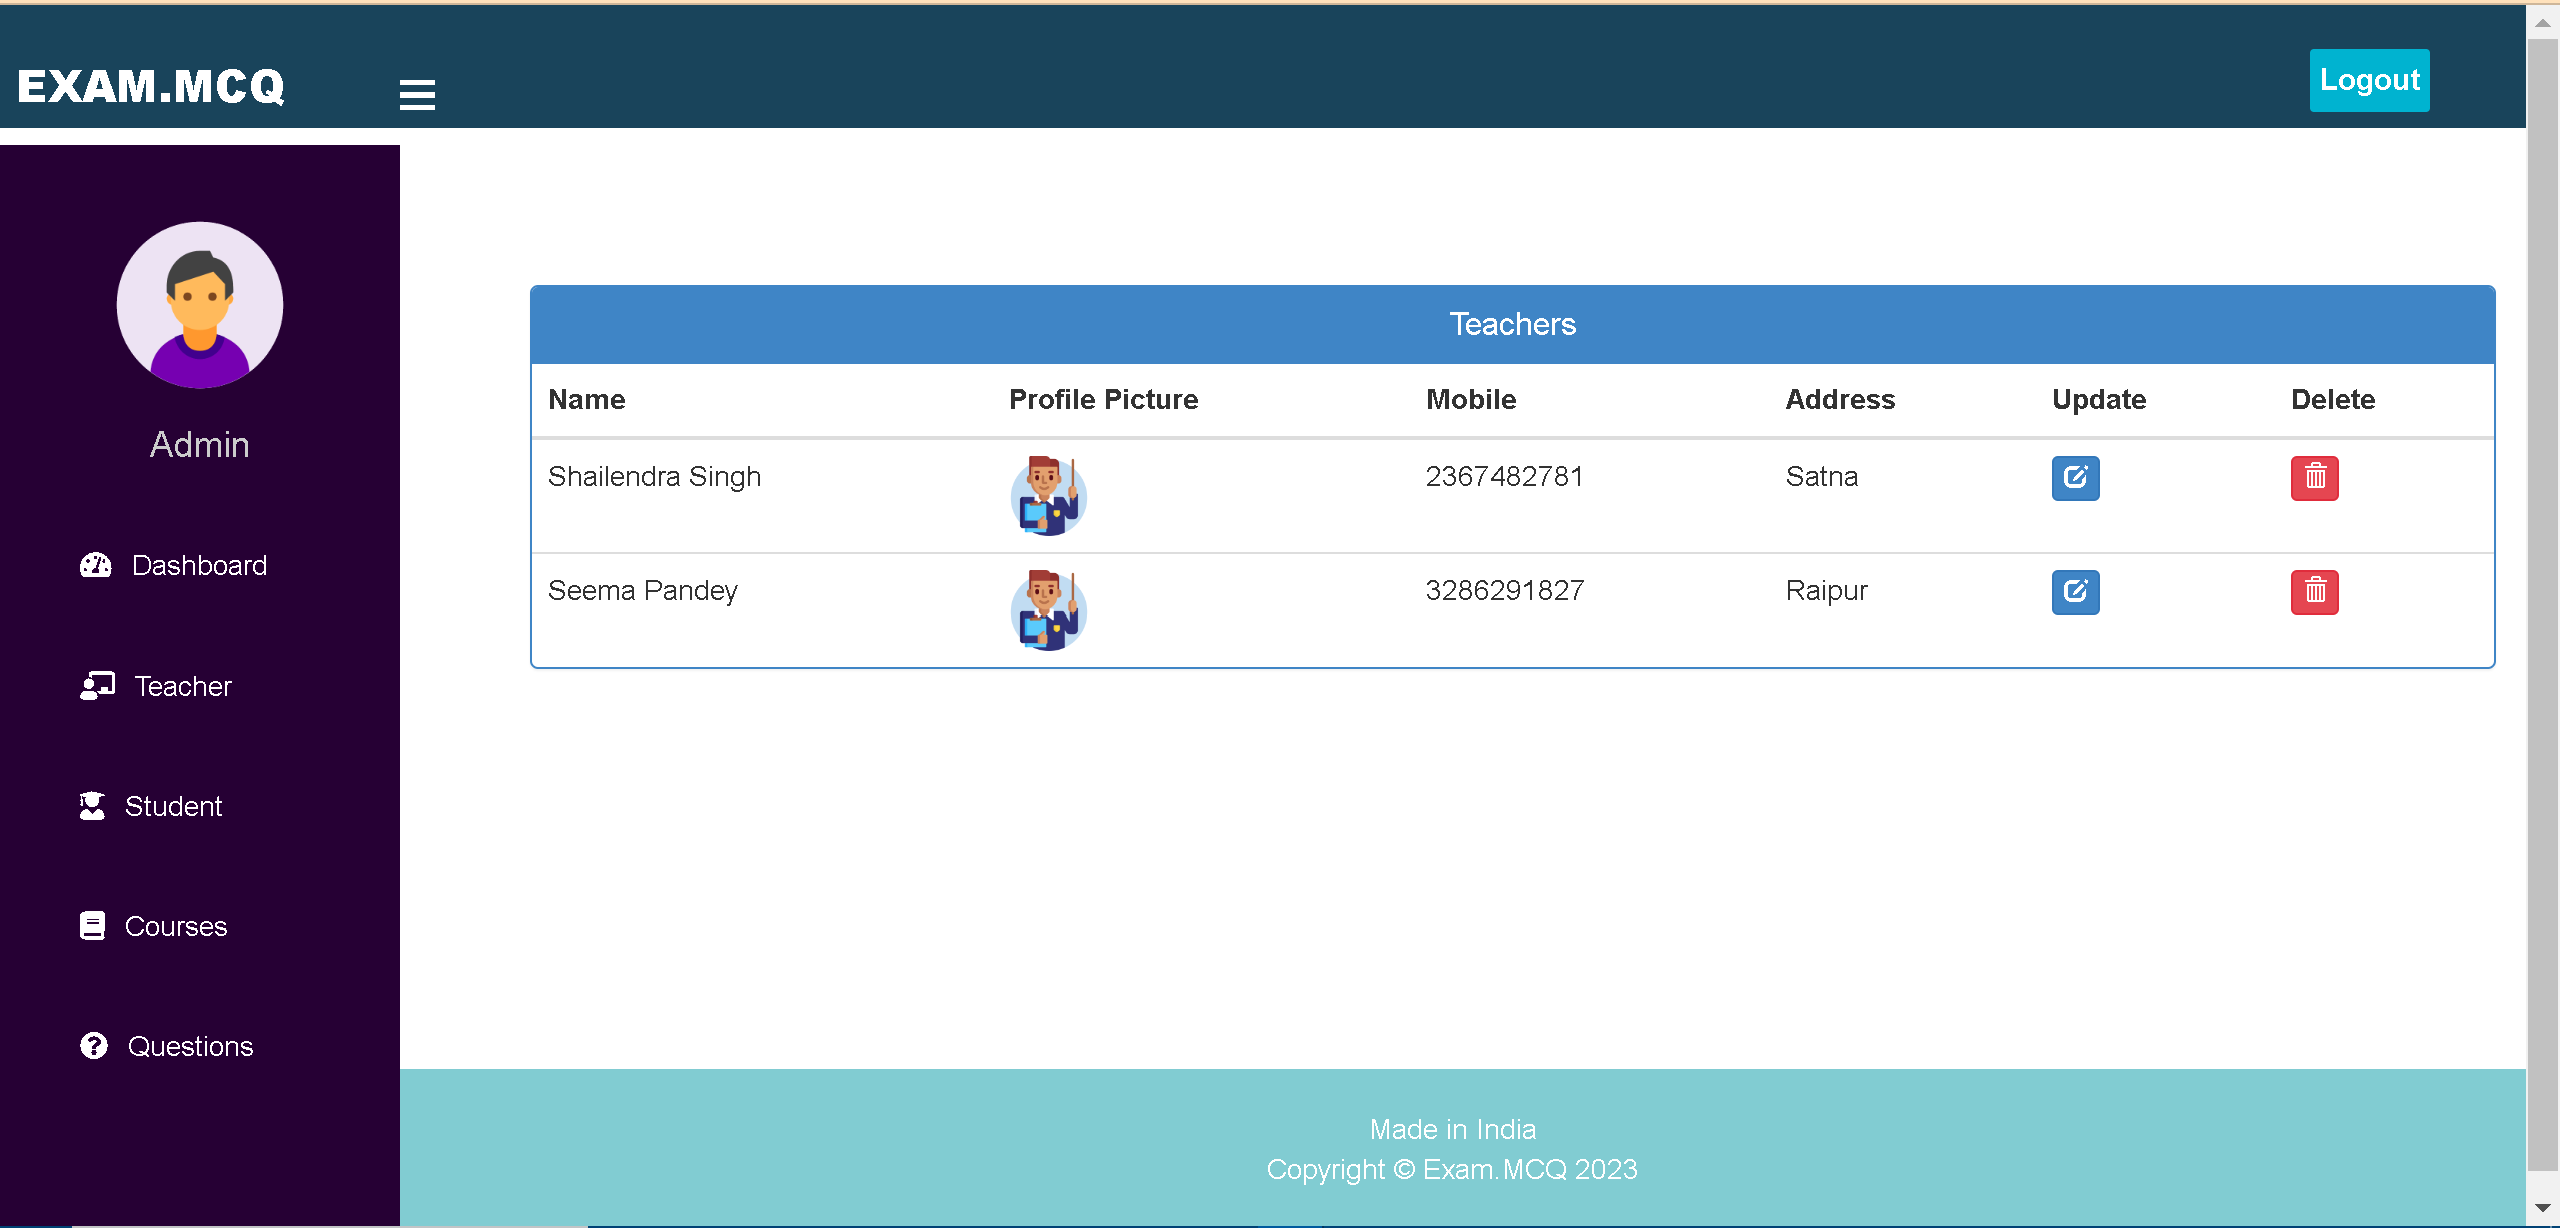 EXAM.MCQ
Logout
Admin
Dashboard
Teacher
Student
Courses
Questions
Teachers
Name Profile Picture Mobile Address Update Delete
Shailendra Singh 2367482781 Satna
Seema Pandey 3286291827 Raipur
Made in India
Copyright © Exam.MCQ 2023